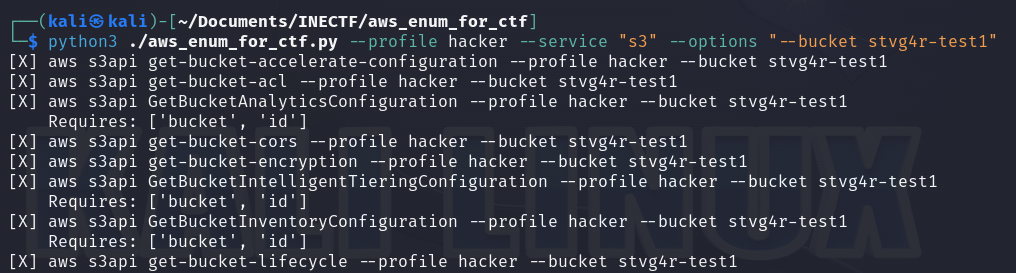 ┌──(kali㉿kali)-[~/Documents/INECTF/aws_enum_for_ctf]
└─$ python3 ./aws_enum_for_ctf.py --profile hacker --service "s3" --options "--bucket stvg4r-test1"
[X] aws s3api get-bucket-accelerate-configuration --profile hacker --bucket stvg4r-test1
[X] aws s3api get-bucket-acl --profile hacker --bucket stvg4r-test1
[X] aws s3api GetBucketAnalyticsConfiguration --profile hacker --bucket stvg4r-test1
    Requires: ['bucket', 'id']
[X] aws s3api get-bucket-cors --profile hacker --bucket stvg4r-test1
[X] aws s3api get-bucket-encryption --profile hacker --bucket stvg4r-test1
[X] aws s3api GetBucketIntelligentTieringConfiguration --profile hacker --bucket stvg4r-test1
    Requires: ['bucket', 'id']
[X] aws s3api GetBucketInventoryConfiguration --profile hacker --bucket stvg4r-test1
    Requires: ['bucket', 'id']
[X] aws s3api get-bucket-lifecycle --profile hacker --bucket stvg4r-test1
KALI LINUX